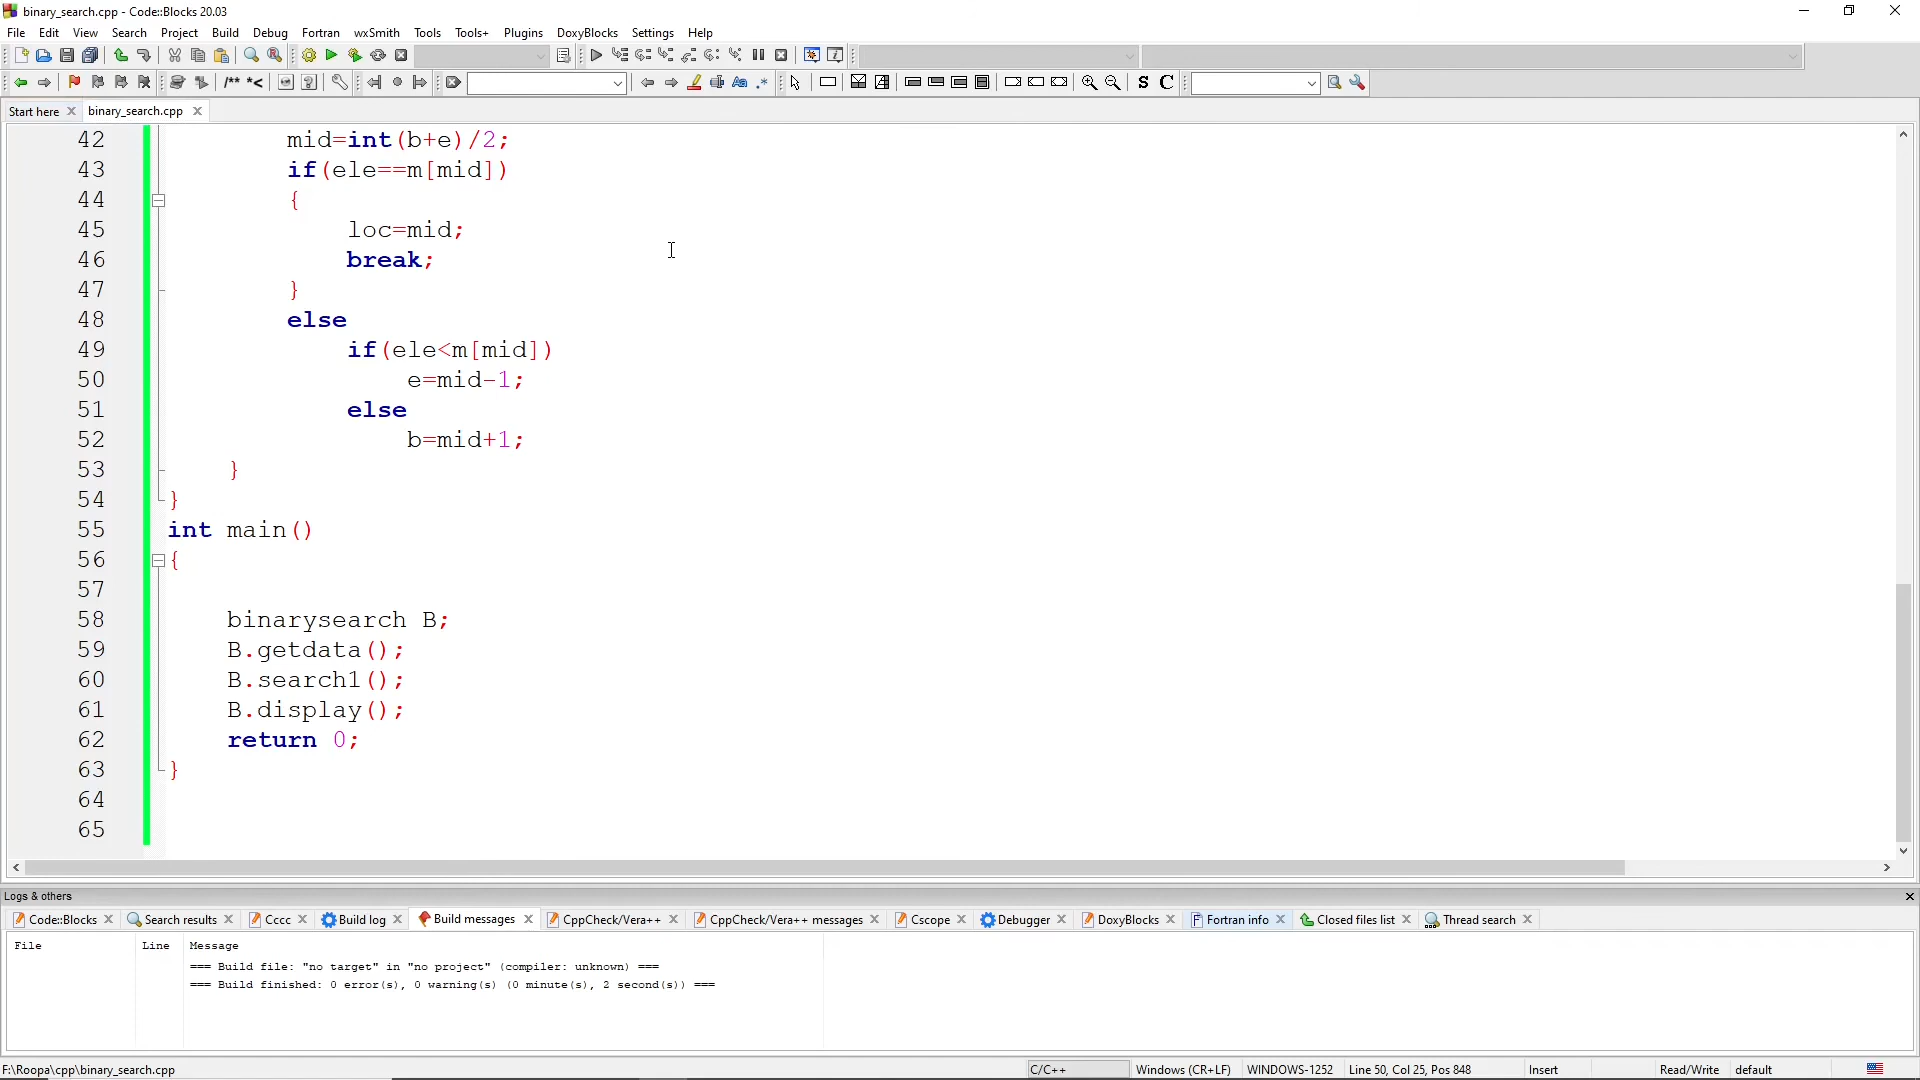 binary_search.cpp - Code::Blocks 20.03
File Edit View Search Project Build Debug Fortran wxSmith Tools Tools+ Plugins DoxyBlocks Settings Help
/** *< Aa .* S C
Start here binary_search.cpp
42 mid=int(b+e)/2;
43 if(ele==m[mid])
44 {
45 loc=mid;
46 break;
47 }
48 else
49 if(ele<m[mid])
50 e=mid-1;
51 else
52 b=mid+1;
53 }
54 }
55 int main()
56 {
57
58 binarysearch B;
59 B.getdata();
60 B.search1();
61 B.display();
62 return 0;
63 }
64
65
Logs & others
Code::Blocks Search results Cccc Build log Build messages CppCheck/Vera++ CppCheck/Vera++ messages Cscope Debugger DoxyBlocks Fortran info Closed files list Thread search
File Line Message
=== Build file: "no target" in "no project" (compiler: unknown) ===
=== Build finished: 0 error(s), 0 warning(s) (0 minute(s), 2 second(s)) ===
F:\Roopa\cpp\binary_search.cpp C/C++ Windows (CR+LF) WINDOWS-1252 Line 50, Col 25, Pos 848 Insert Read/Write default